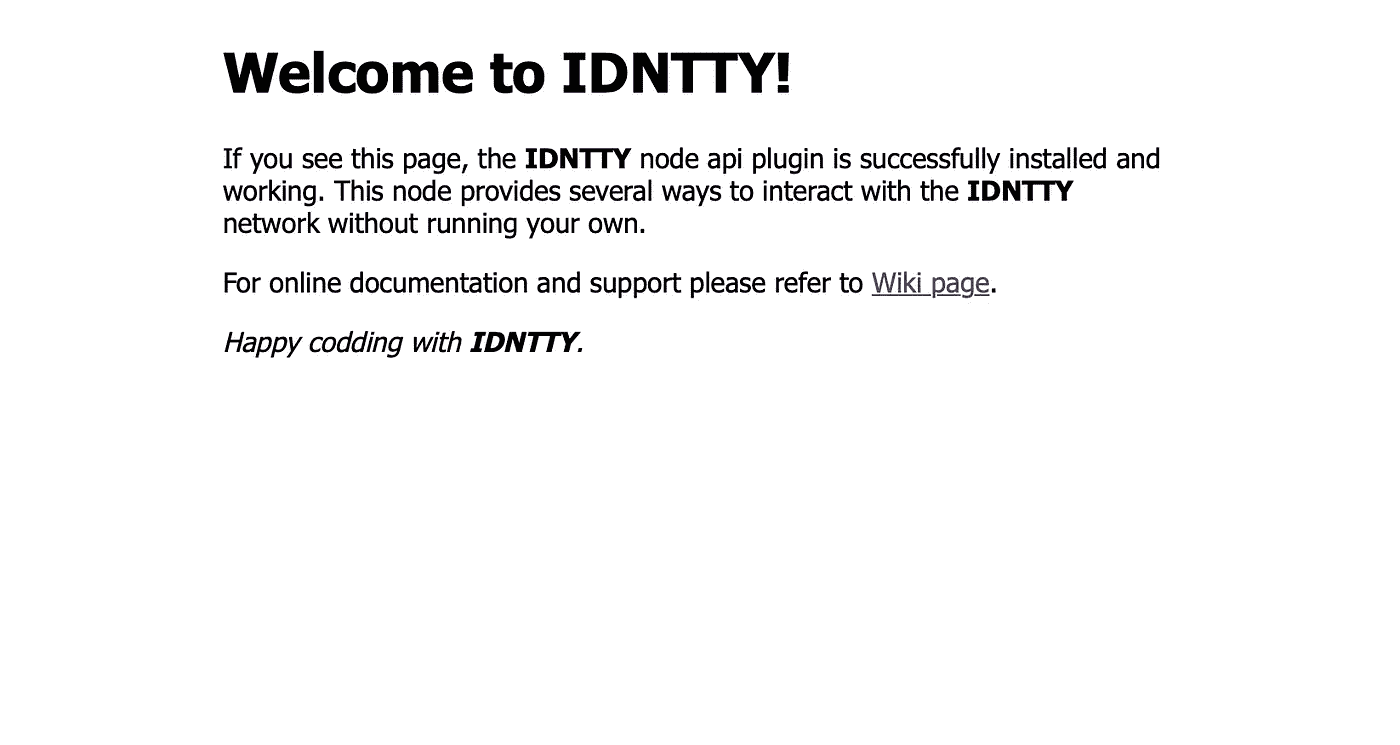 Welcome to IDNTTY!
If you see this page, the IDNTTY node api plugin is successfully installed and
working. This node provides several ways to interact with the IDNTTY
network without running your own.
For online documentation and support please refer to Wiki page.
Happy codding with IDNTTY.